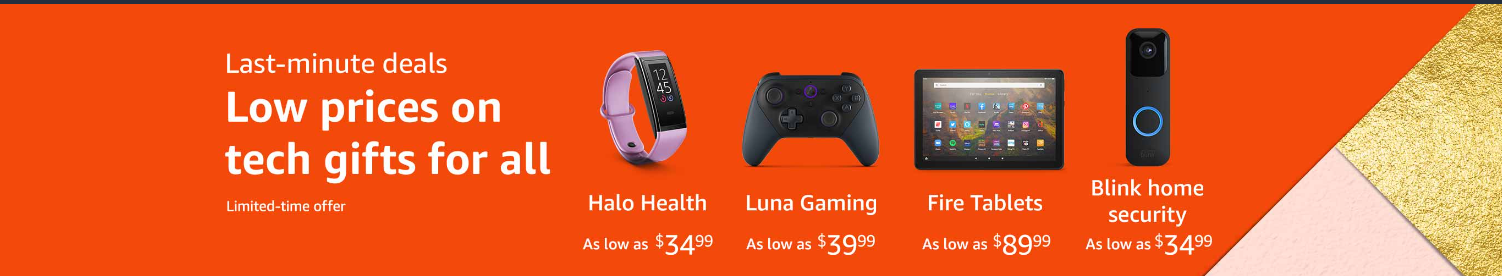 Last-minute deals
Low prices on
tech gifts for all
Limited-time offer
12
45
Halo Health
As low as $34⁹⁹
Luna Gaming
As low as $39⁹⁹
Fire Tablets
As low as $89⁹⁹
Blink home
security
As low as $34⁹⁹